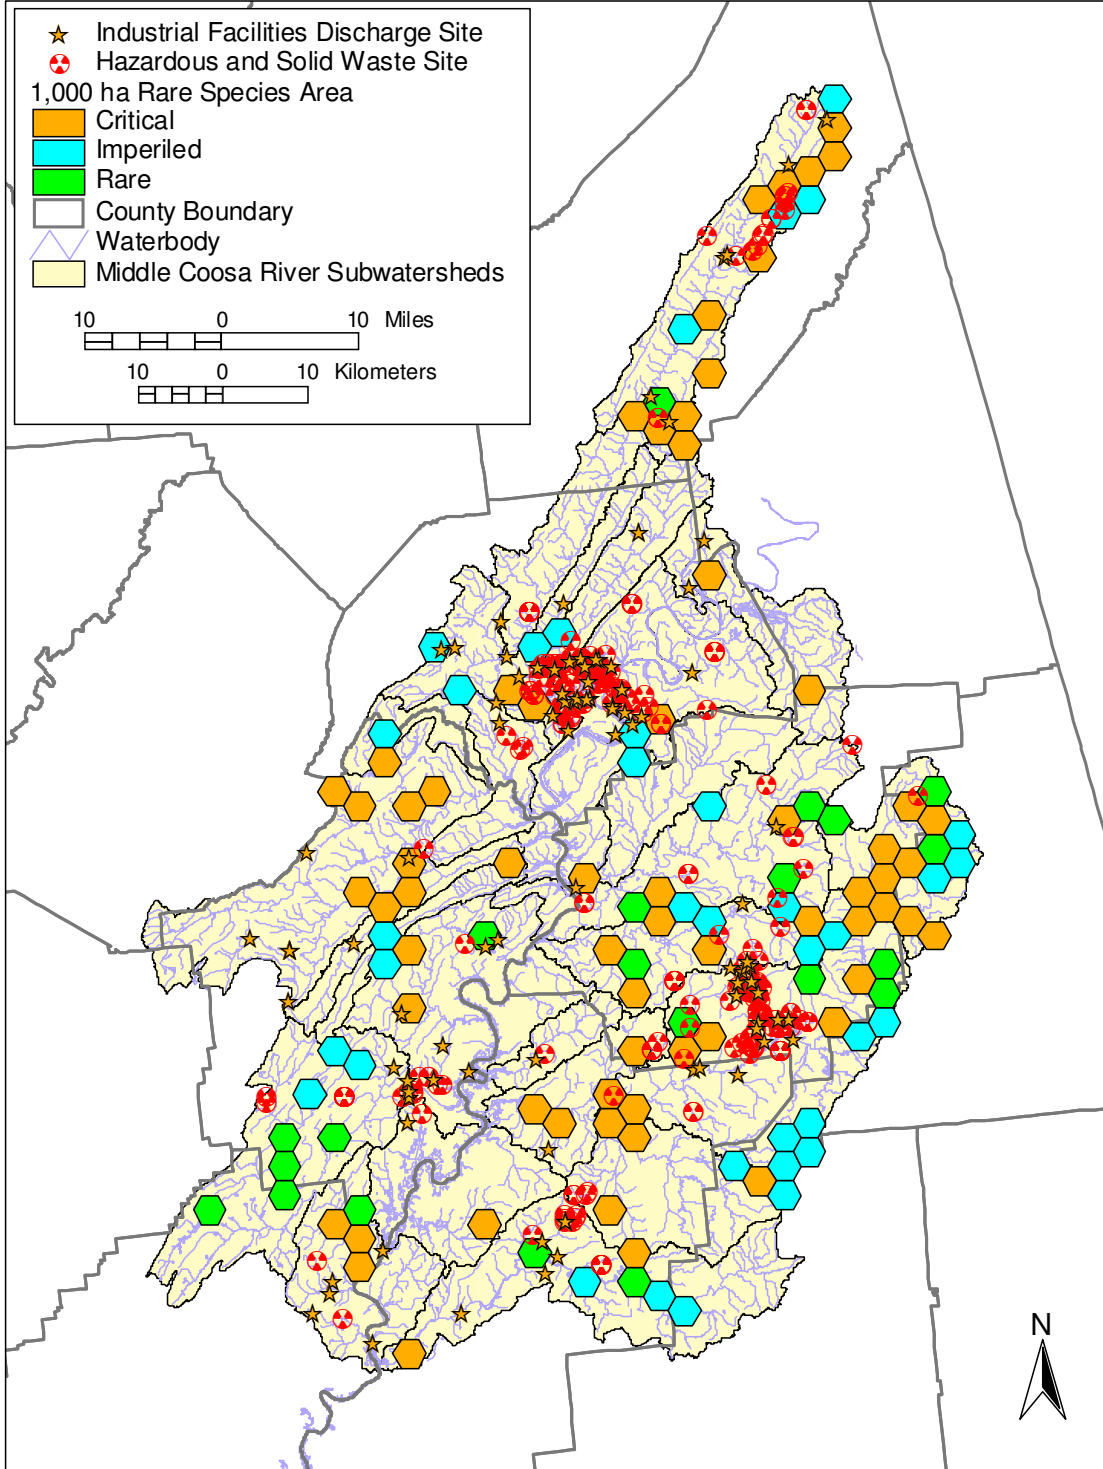 Industrial Facilities Discharge Site
Hazardous and Solid Waste Site
1,000 ha Rare Species Area
Critical
Imperiled
Rare
County Boundary
Waterbody
Middle Coosa River Subwatersheds
10 0 10 Miles
10 0 10 Kilometers
N